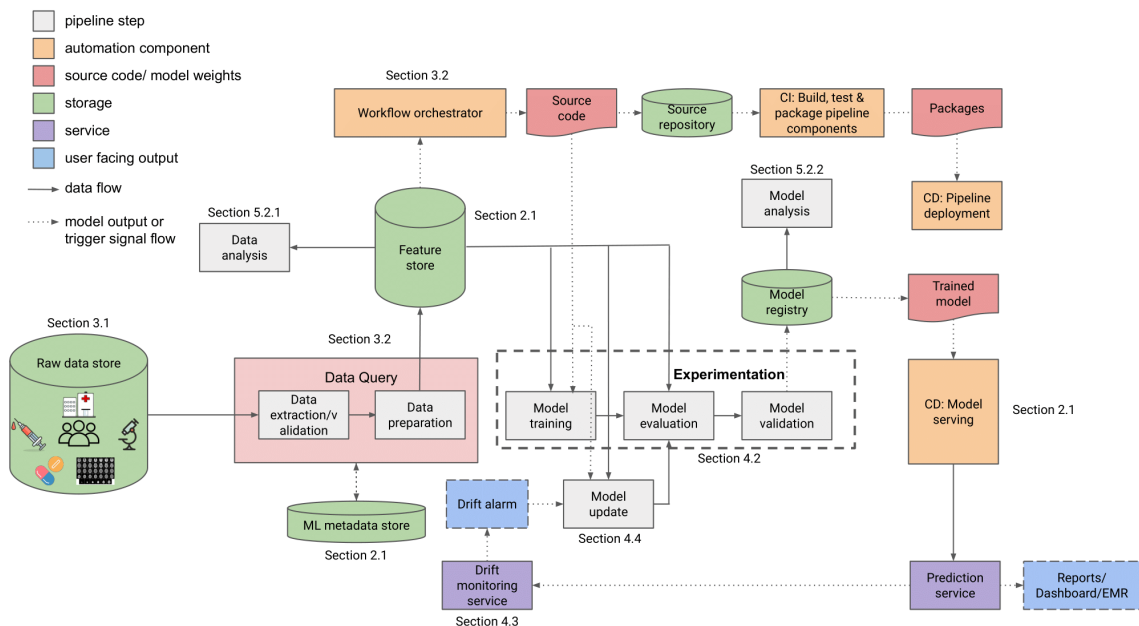 pipeline step
automation component
source code/ model weights
storage
service
user facing output
data flow
model output or
trigger signal flow
Section 3.2
Workflow orchestrator
Source
code
Source
repository
CI: Build, test &
package pipeline
components
Packages
CD: Pipeline
deployment
Section 5.2.2
Model
analysis
Section 5.2.1
Data
analysis
Section 2.1
Feature
store
Model
registry
Trained
model
Section 3.1
Raw data store
Section 3.2
Data Query
Data
extraction/v
alidation
Data
preparation
Experimentation
Model
training
Model
evaluation
Model
validation
Section 4.2
CD: Model
serving
Section 2.1
ML metadata store
Section 2.1
Drift alarm
Model
update
Section 4.4
Drift
monitoring
service
Section 4.3
Prediction
service
Reports/
Dashboard/EMR